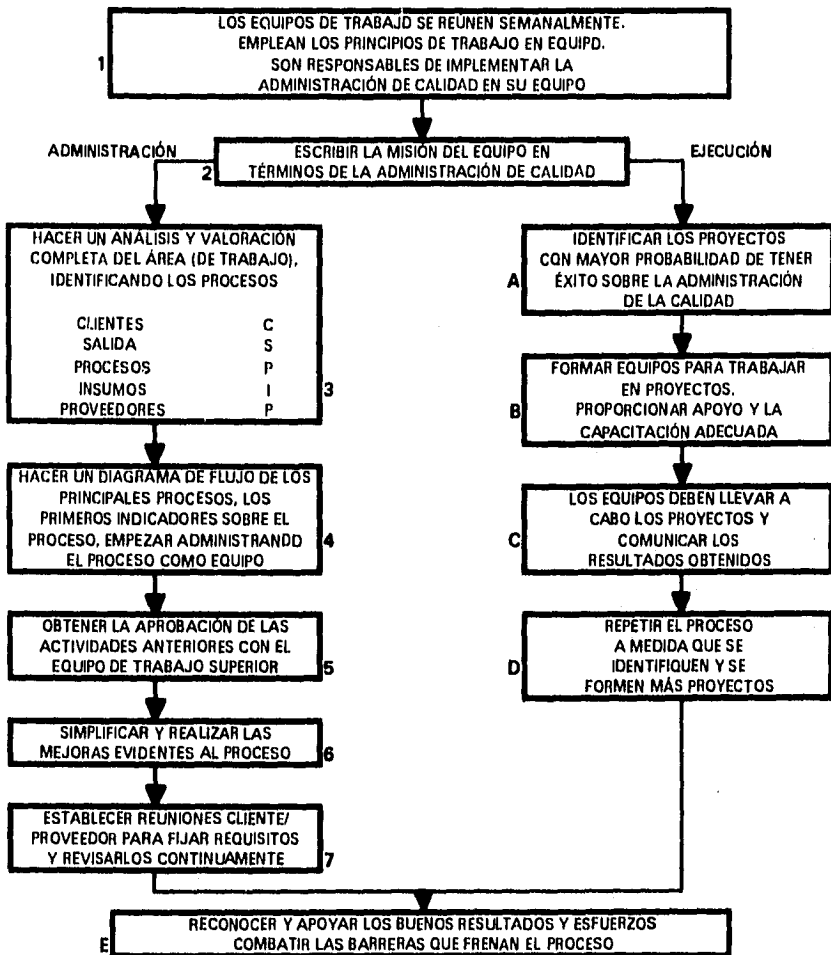 LOS EQUIPOS DE TRABAJD SE REÚNEN SEMANALMENTE.
EMPLEAN LOS PRINCIPIOS DE TRABAJO EN EQUIPD.
SON RESPONSABLES DE IMPLEMENTAR LA
ADMINISTRACIÓN DE CALIDAD EN SU EQUIPO
1
ADMINISTRACIÓN
EJECUCIÓN
ESCRIBIR LA MISIÓN DEL EQUIPO EN
TÉRMINOS DE LA ADMINISTRACIÓN DE CALIDAD
2
HACER UN ANÁLISIS Y VALORACIÓN
COMPLETA DEL ÁREA (DE TRABAJO),
IDENTIFICANDO LOS PROCESOS
CLIENTES C
SALIDA S
PROCESOS P
INSUMOS I
PROVEEDORES P
3
HACER UN DIAGRAMA DE FLUJO DE LOS
PRINCIPALES PROCESOS, LOS
PRIMEROS INDICADORES SOBRE EL
PROCESO, EMPEZAR ADMINISTRANDO
EL PROCESO COMO EQUIPO
4
OBTENER LA APROBACIÓN DE LAS
ACTIVIDADES ANTERIORES CON EL
EQUIPO DE TRABAJO SUPERIOR
5
SIMPLIFICAR Y REALIZAR LAS
MEJORAS EVIDENTES AL PROCESO
6
ESTABLECER REUNIONES CLIENTE/
PROVEEDOR PARA FIJAR REQUISITOS
Y REVISARLOS CONTINUAMENTE
7
IDENTIFICAR LOS PROYECTOS
CON MAYOR PROBABILIDAD DE TENER
ÉXITO SOBRE LA ADMINISTRACIÓN
DE LA CALIDAD
A
FORMAR EQUIPOS PARA TRABAJAR
EN PROYECTOS.
PROPORCIONAR APOYO Y LA
CAPACITACIÓN ADECUADA
B
LOS EQUIPOS DEBEN LLEVAR A
CABO LOS PROYECTOS Y
COMUNICAR LOS
RESULTADOS OBTENIDOS
C
REPETIR EL PROCESO
A MEDIDA QUE SE
IDENTIFIQUEN Y SE
FORMEN MÁS PROYECTOS
D
RECONOCER Y APOYAR LOS BUENOS RESULTADOS Y ESFUERZOS
COMBATIR LAS BARRERAS QUE FRENAN EL PROCESO
E